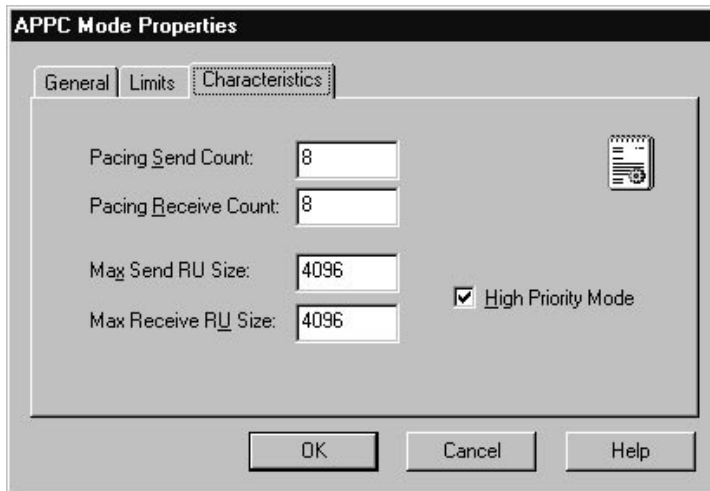 APPC Mode Properties
General Limits Characteristics
Pacing Send Count: 8
Pacing Receive Count: 8
Max Send RU Size: 4096
High Priority Mode
Max Receive RU Size: 4096
OK Cancel Help